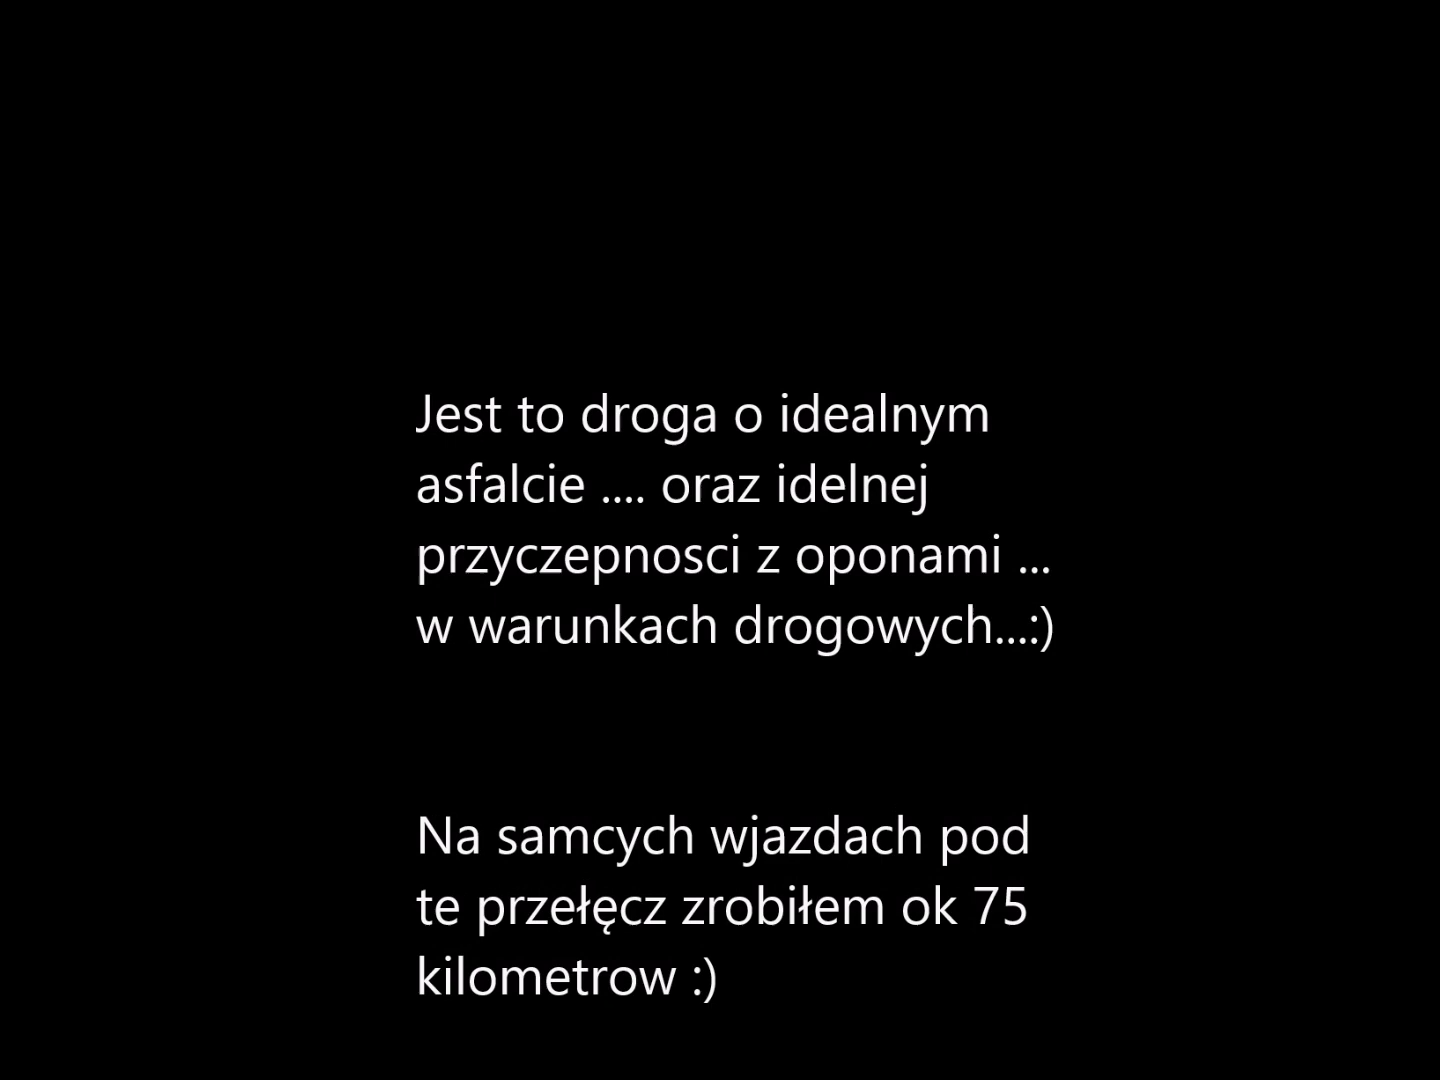 Jest to droga o idealnym
asfalcie .... oraz idelnej
przyczepnosci z oponami ...
w warunkach drogowych...:)
Na samcych wjazdach pod
te przełęcz zrobiłem ok 75
kilometrow :)